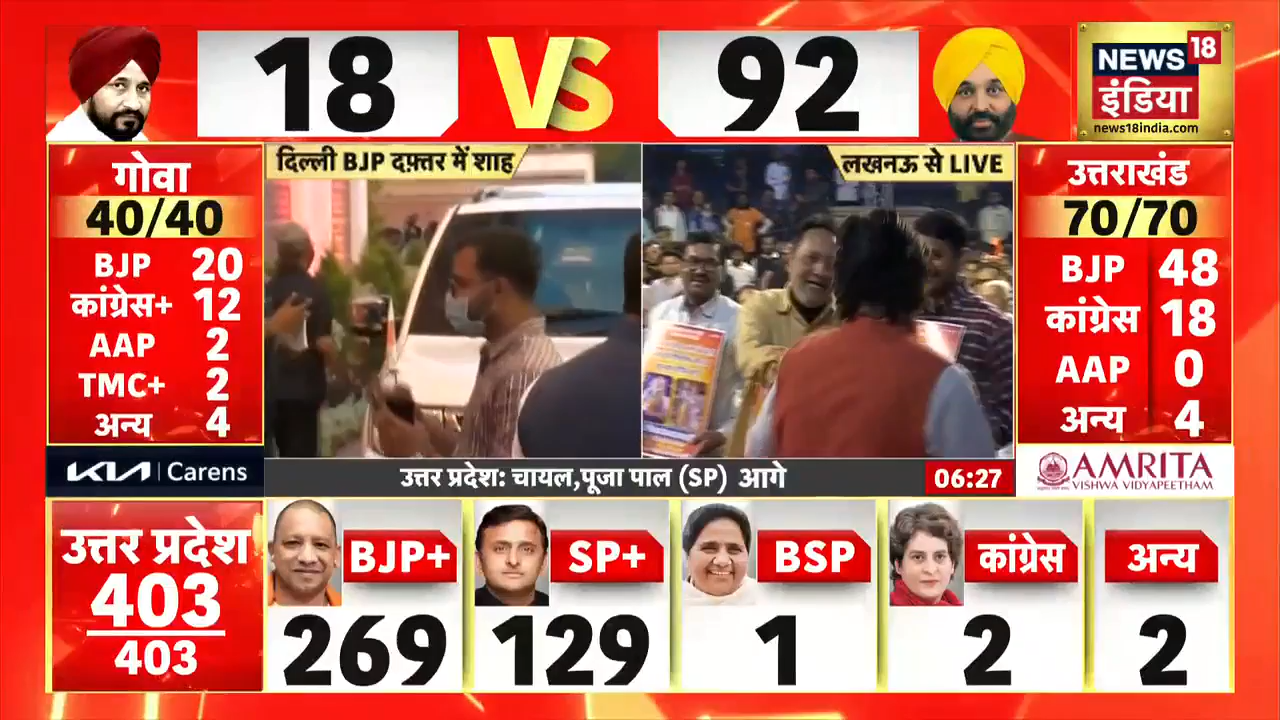 18 VS 92
NEWS 18
इंडिया
news18india.com
गोवा
40/40
BJP 20
कांग्रेस+ 12
AAP 2
TMC+ 2
अन्य 4
दिल्ली BJP दफ़्तर में शाह
लखनऊ से LIVE
उत्तराखंड
70/70
BJP 48
कांग्रेस 18
AAP 0
अन्य 4
KIA | Carens
उत्तर प्रदेश: चायल,पूजा पाल (SP) आगे
06:27
AMRITA
VISHWA VIDYAPEETHAM
उत्तर प्रदेश
403
403
BJP+ SP+ BSP कांग्रेस अन्य
269 129 1 2 2